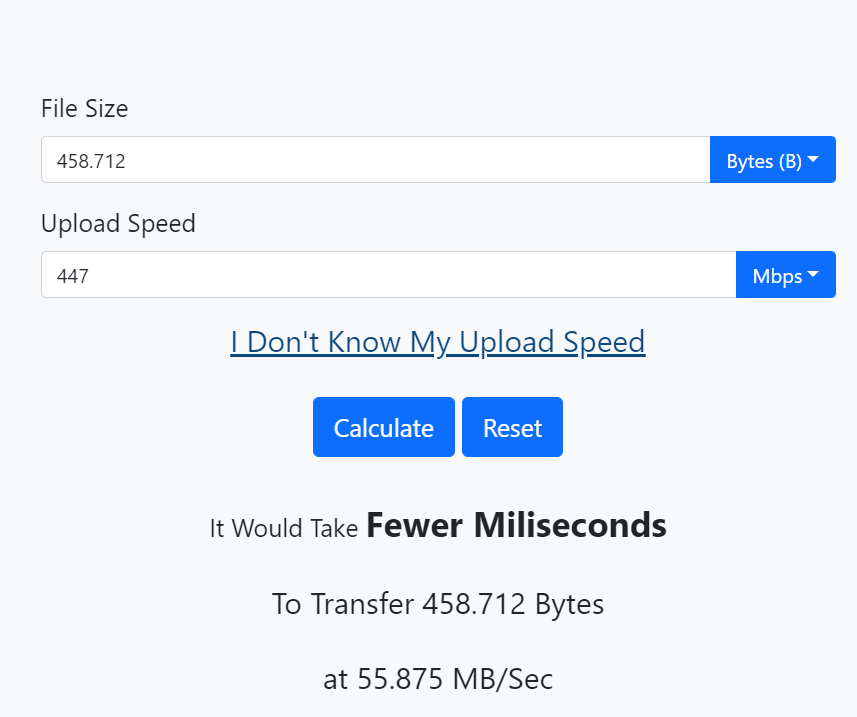 File Size
458.712 Bytes (B)
Upload Speed
447 Mbps
I Don't Know My Upload Speed
Calculate Reset
It Would Take Fewer Miliseconds
To Transfer 458.712 Bytes
at 55.875 MB/Sec